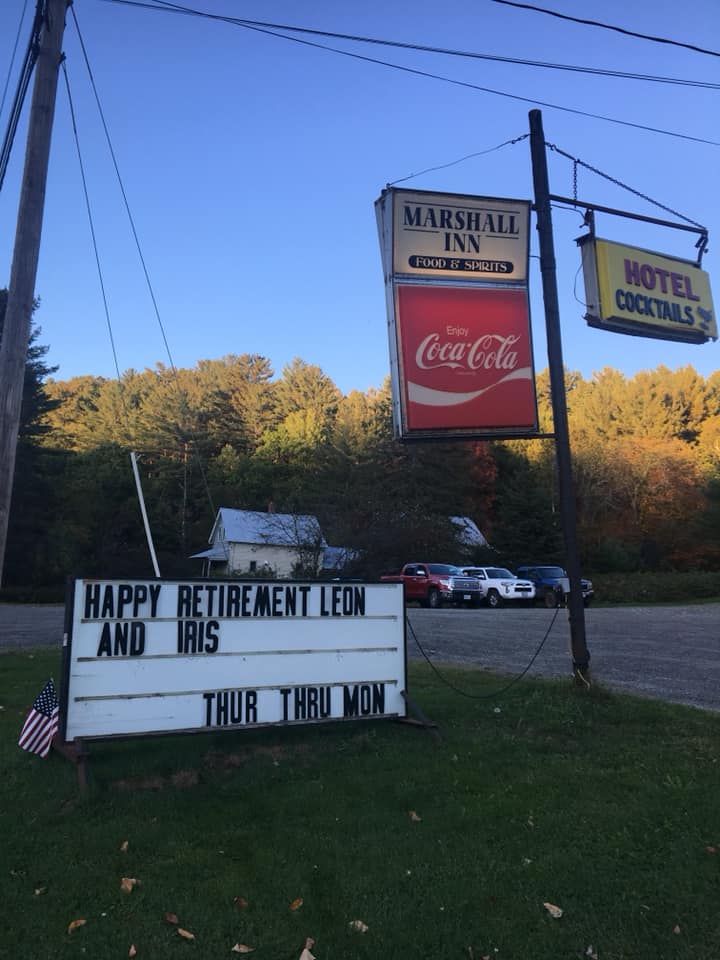 MARSHALL
INN
FOOD & SPIRITS
Enjoy
Coca-Cola
HOTEL
COCKTAILS
HAPPY RETIREMENT LEON
AND IRIS
THUR THRU MON